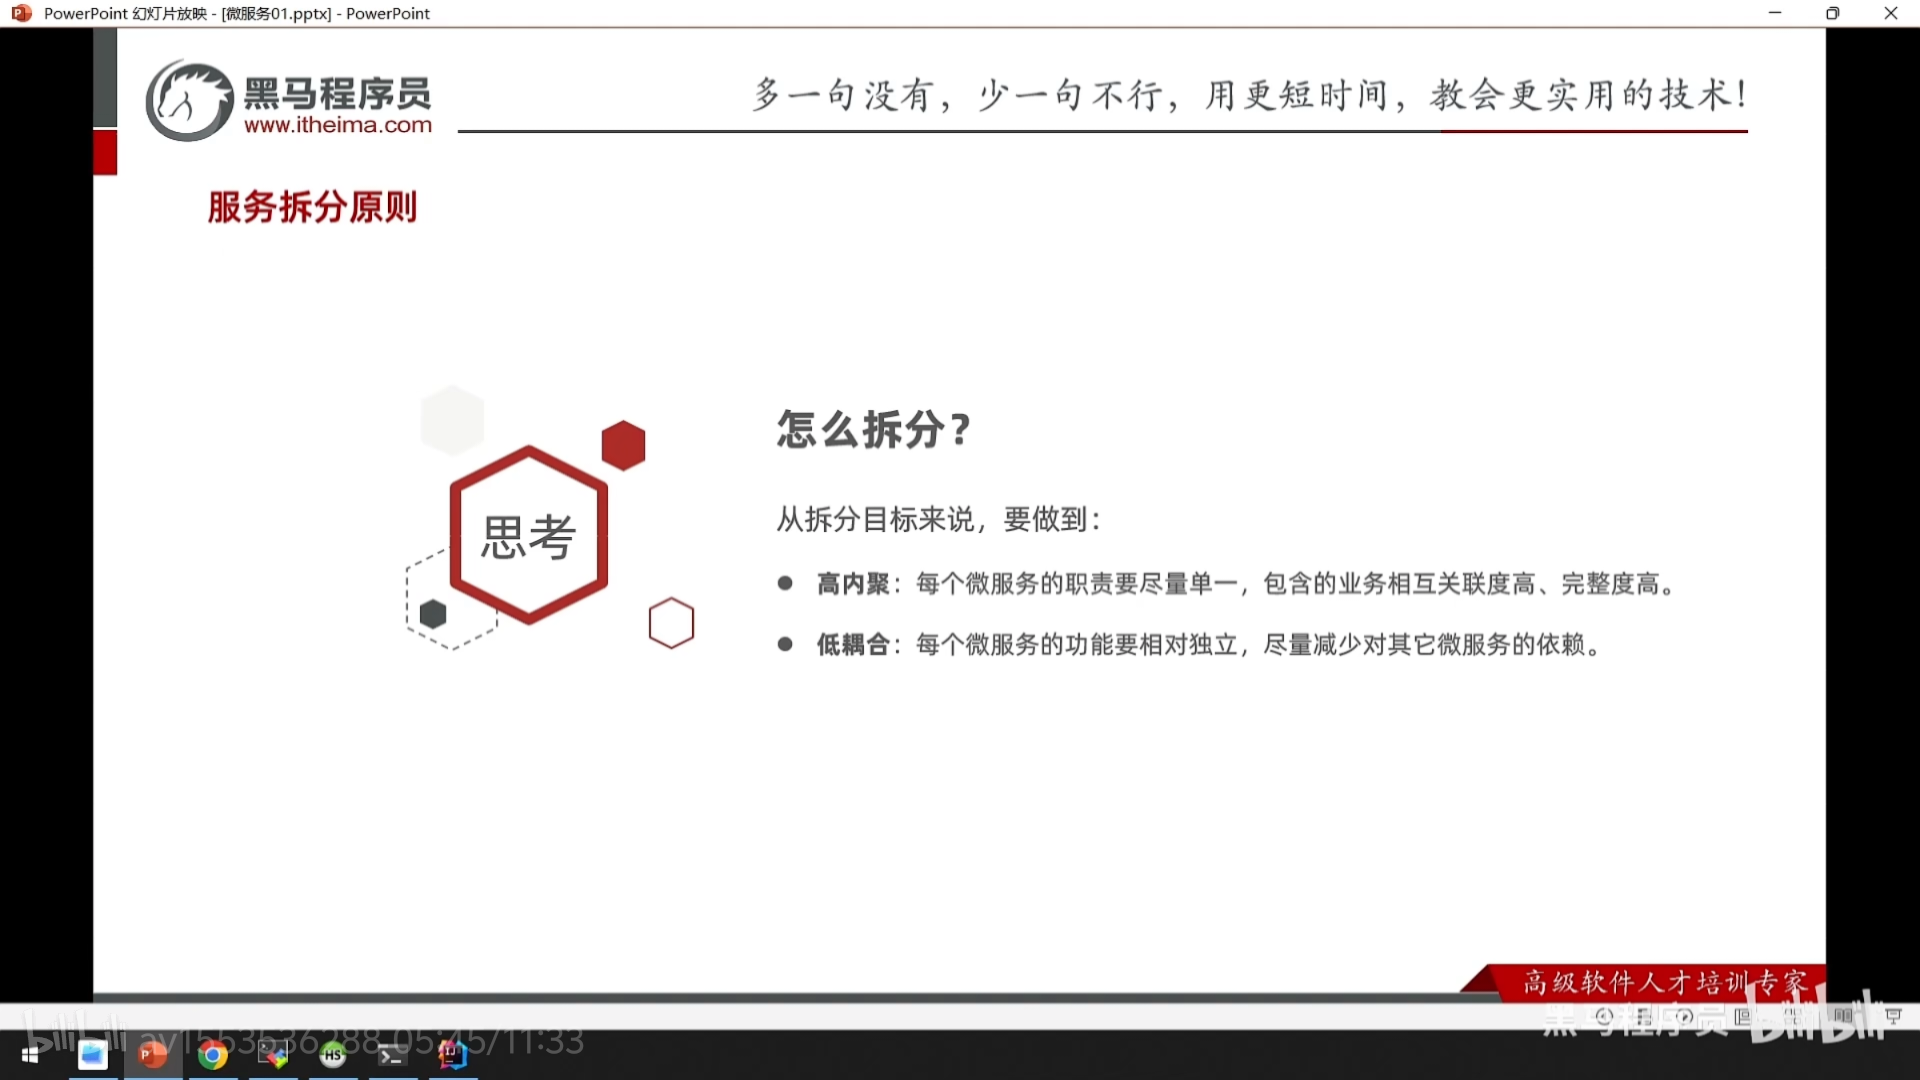 PowerPoint 幻灯片放映 - [微服务01.pptx] - PowerPoint
黑马程序员
www.itheima.com
多一句没有，少一句不行，用更短时间，教会更实用的技术！
服务拆分原则
思考
怎么拆分？
从拆分目标来说，要做到：
● 高内聚：每个微服务的职责要尽量单一，包含的业务相互关联度高、完整度高。
● 低耦合：每个微服务的功能要相对独立，尽量减少对其它微服务的依赖。
高级软件人才培训专家
黑马程序员 bilibili
bilibili av1553536288 05:45/11:33
HS